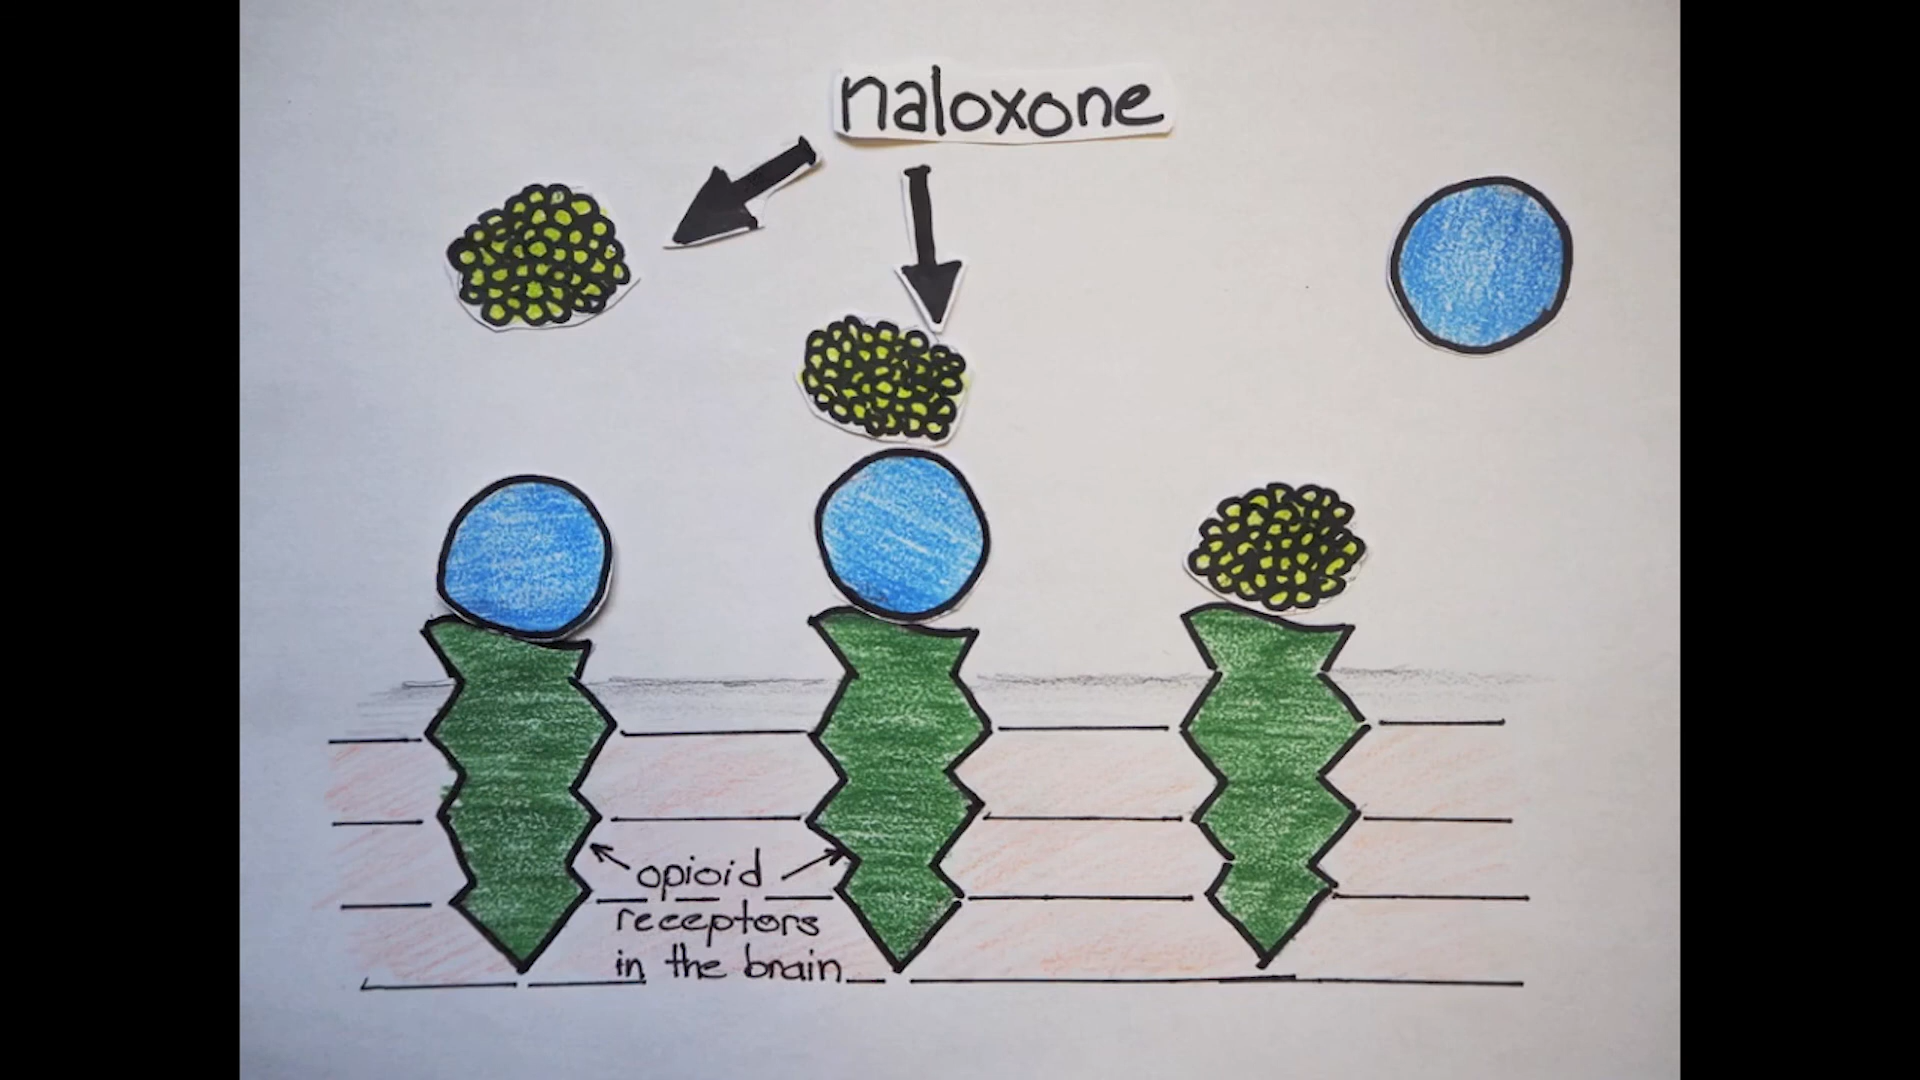 naloxone
opioid
receptors
in the brain